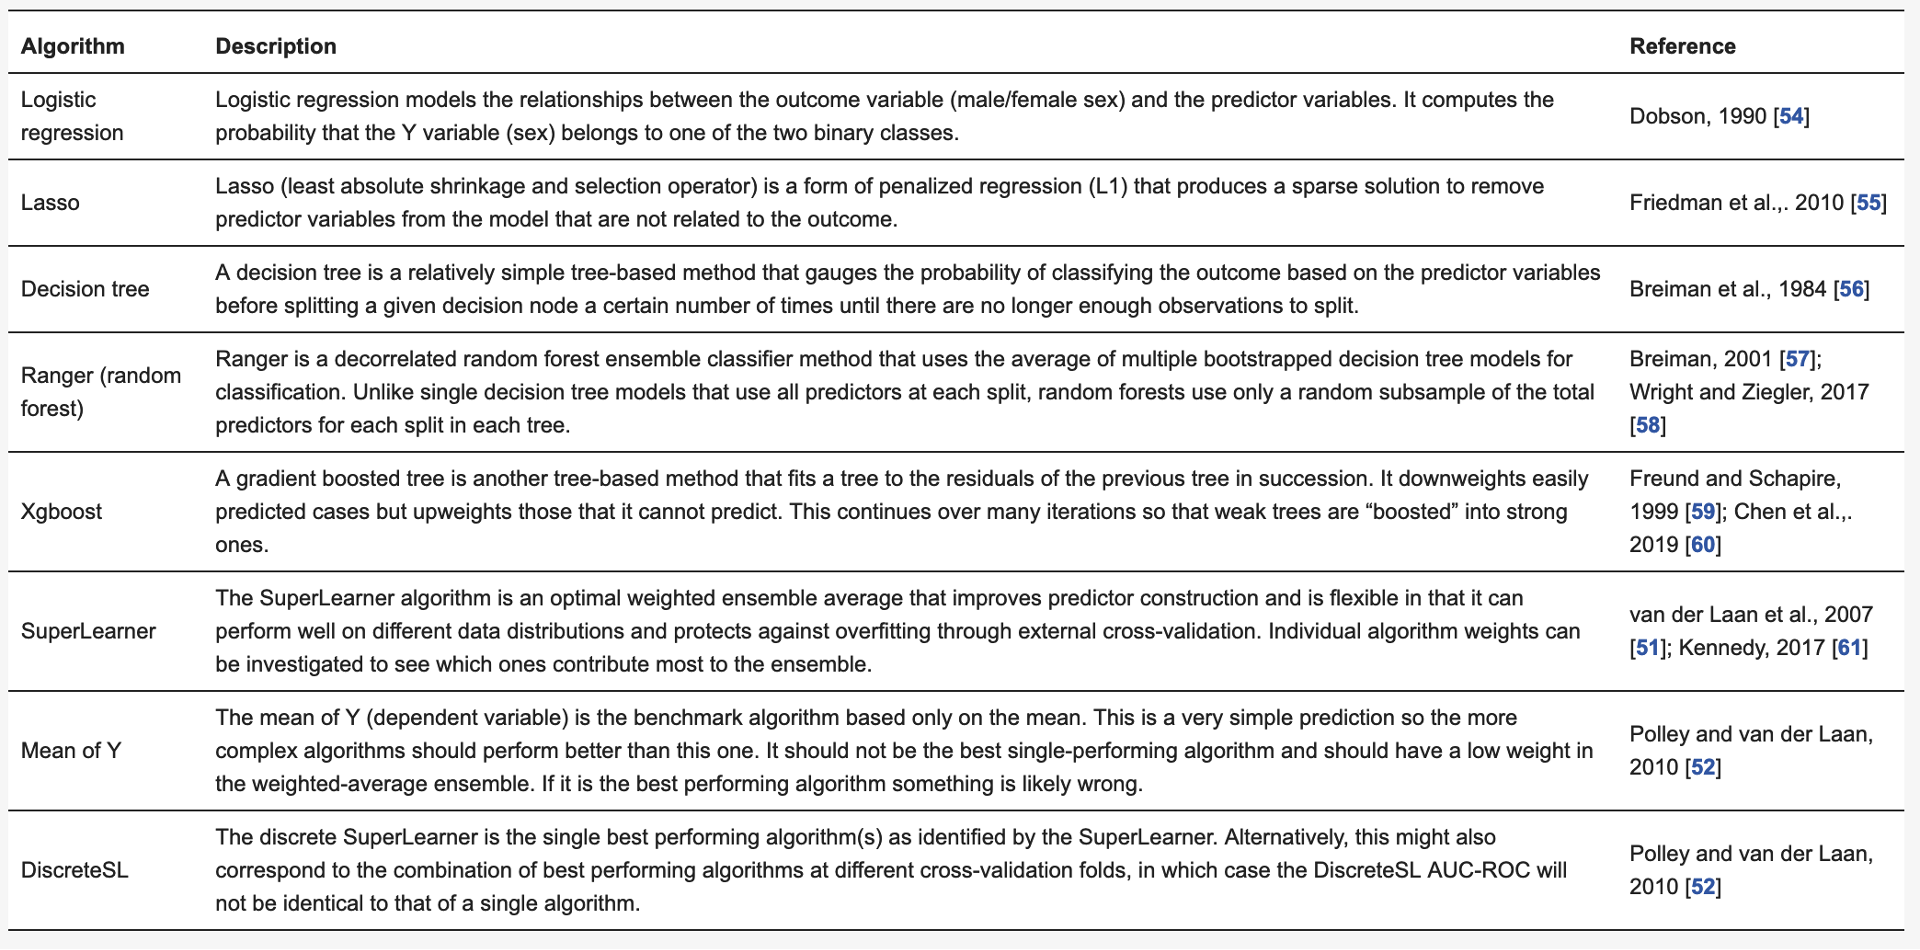 Algorithm Description Reference
Logistic
regression
Logistic regression models the relationships between the outcome variable (male/female sex) and the predictor variables. It computes the
probability that the Y variable (sex) belongs to one of the two binary classes.
Dobson, 1990 [54]
Lasso
Lasso (least absolute shrinkage and selection operator) is a form of penalized regression (L1) that produces a sparse solution to remove
predictor variables from the model that are not related to the outcome.
Friedman et al.,. 2010 [55]
Decision tree
A decision tree is a relatively simple tree-based method that gauges the probability of classifying the outcome based on the predictor variables
before splitting a given decision node a certain number of times until there are no longer enough observations to split.
Breiman et al., 1984 [56]
Ranger (random
forest)
Ranger is a decorrelated random forest ensemble classifier method that uses the average of multiple bootstrapped decision tree models for
classification. Unlike single decision tree models that use all predictors at each split, random forests use only a random subsample of the total
predictors for each split in each tree.
Breiman, 2001 [57];
Wright and Ziegler, 2017
[58]
Xgboost
A gradient boosted tree is another tree-based method that fits a tree to the residuals of the previous tree in succession. It downweights easily
predicted cases but upweights those that it cannot predict. This continues over many iterations so that weak trees are “boosted” into strong
ones.
Freund and Schapire,
1999 [59]; Chen et al.,.
2019 [60]
SuperLearner
The SuperLearner algorithm is an optimal weighted ensemble average that improves predictor construction and is flexible in that it can
perform well on different data distributions and protects against overfitting through external cross-validation. Individual algorithm weights can
be investigated to see which ones contribute most to the ensemble.
van der Laan et al., 2007
[51]; Kennedy, 2017 [61]
Mean of Y
The mean of Y (dependent variable) is the benchmark algorithm based only on the mean. This is a very simple prediction so the more
complex algorithms should perform better than this one. It should not be the best single-performing algorithm and should have a low weight in
the weighted-average ensemble. If it is the best performing algorithm something is likely wrong.
Polley and van der Laan,
2010 [52]
DiscreteSL
The discrete SuperLearner is the single best performing algorithm(s) as identified by the SuperLearner. Alternatively, this might also
correspond to the combination of best performing algorithms at different cross-validation folds, in which case the DiscreteSL AUC-ROC will
not be identical to that of a single algorithm.
Polley and van der Laan,
2010 [52]